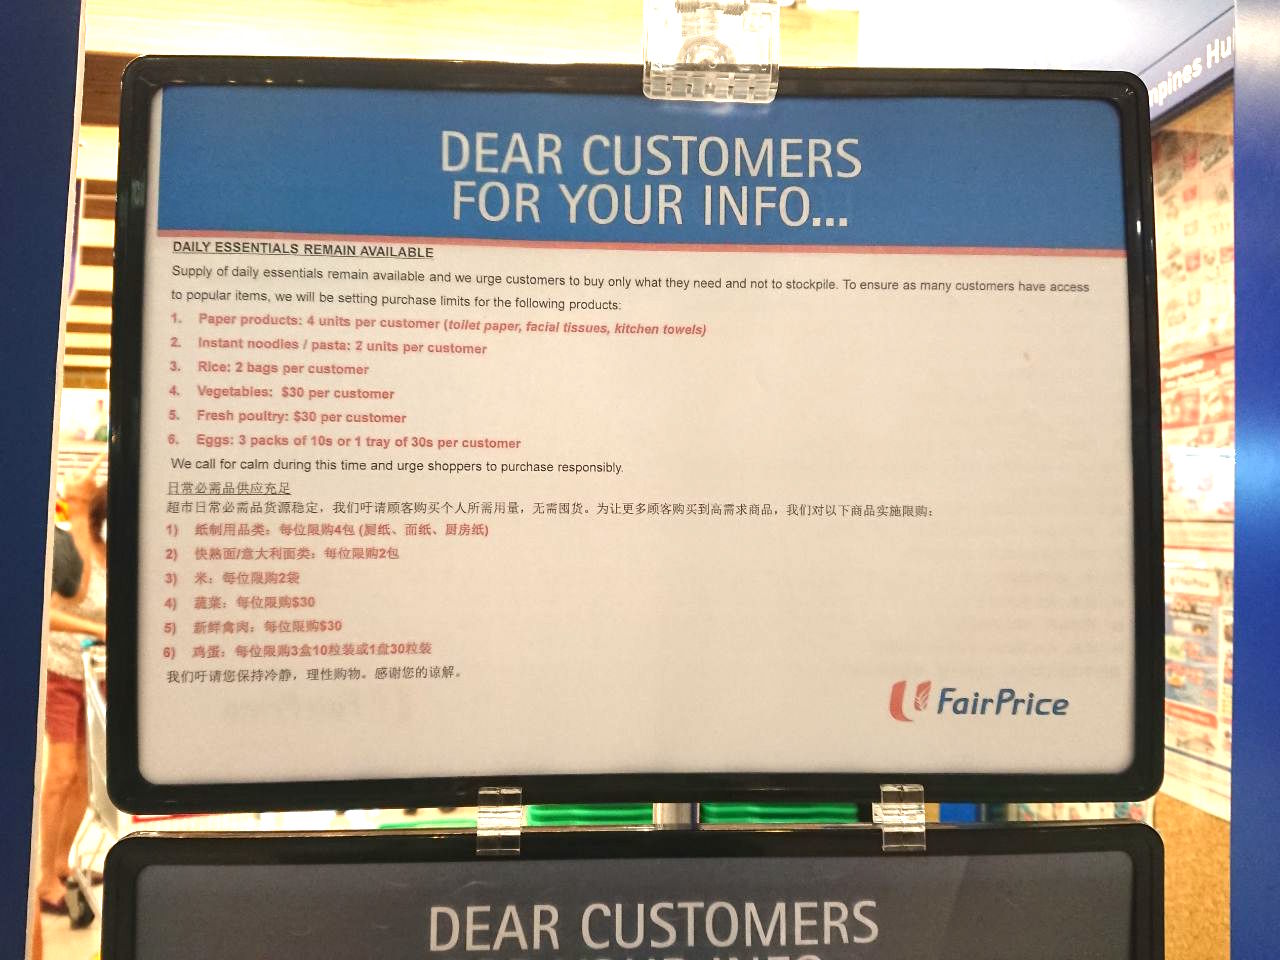 DEAR CUSTOMERS
FOR YOUR INFO...
DAILY ESSENTIALS REMAIN AVAILABLE
Supply of daily essentials remain available and we urge customers to buy only what they need and not to stockpile. To ensure as many customers have access
to popular items, we will be setting purchase limits for the following products:
1. Paper products: 4 units per customer (toilet paper, facial tissues, kitchen towels)
2. Instant noodles / pasta: 2 units per customer
3. Rice: 2 bags per customer
4. Vegetables: $30 per customer
5. Fresh poultry: $30 per customer
6. Eggs: 3 packs of 10s or 1 tray of 30s per customer
We call for calm during this time and urge shoppers to purchase responsibly.
日常必需品供应充足
超市日常必需品货源稳定，我们吁请顾客购买个人所需用量，无需囤货。为让更多顾客购买到高需求商品，我们对以下商品实施限购：
1) 纸制用品类：每位限购4包 (厕纸、面纸、厨房纸)
2) 快熟面/意大利面类：每位限购2包
3) 米：每位限购2袋
4) 蔬菜：每位限购$30
5) 新鲜禽肉：每位限购$30
6) 鸡蛋：每位限购3盒10粒装或1盘30粒装
我们吁请您保持冷静，理性购物。感谢您的谅解。
FairPrice
DEAR CUSTOMERS